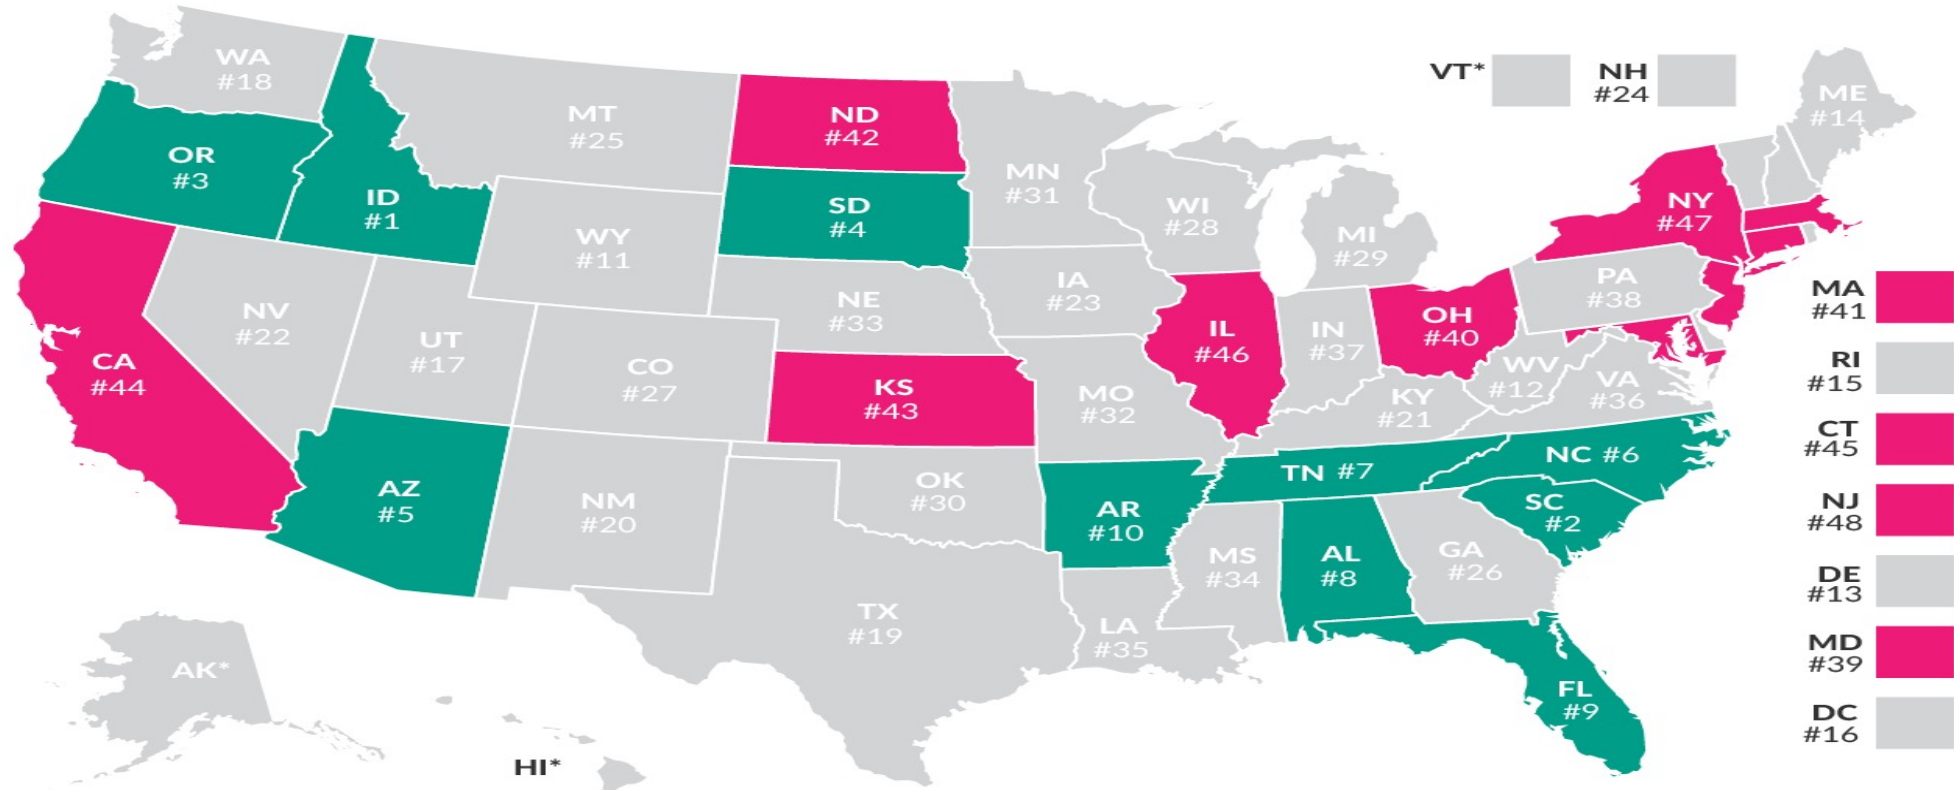 WA
#18
OR
#3
ID
#1
MT
#25
ND
#42
SD
#4
MN
#31
WI
#28
MI
#29
VT*
NH
#24
ME
#14
NY
#47
WY
#11
NV
#22
UT
#17
CA
#44
CO
#27
NE
#33
IA
#23
IL
#46
IN
#37
OH
#40
PA
#38
KS
#43
MO
#32
KY
#21
WV
#12
VA
#36
AZ
#5
NM
#20
OK
#30
AR
#10
TN #7
NC #6
SC
#2
MS
#34
AL
#8
GA
#26
TX
#19
LA
#35
FL
#9
AK*
HI*
MA
#41
RI
#15
CT
#45
NJ
#48
DE
#13
MD
#39
DC
#16